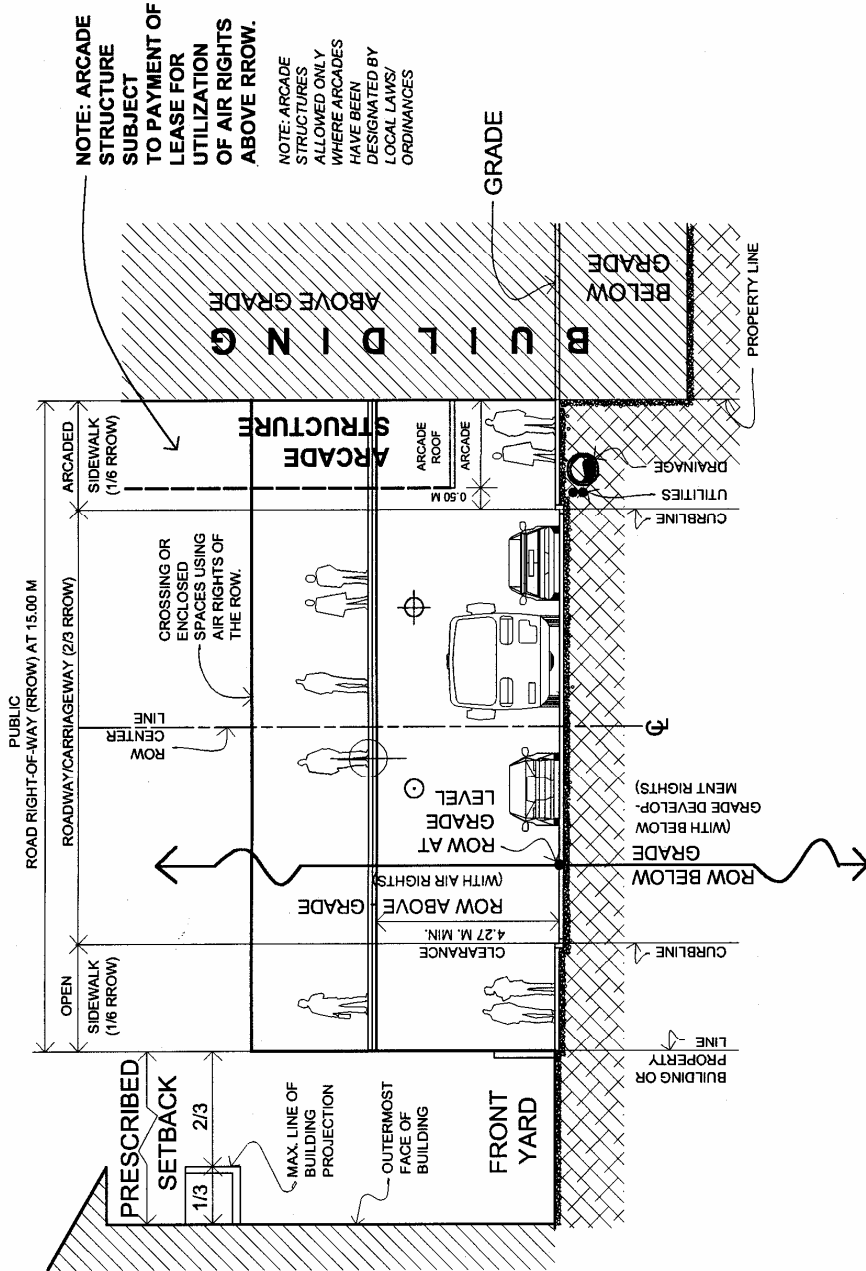 NOTE: ARCADE
STRUCTURE
SUBJECT
TO PAYMENT OF
LEASE FOR
UTILIZATION
OF AIR RIGHTS
ABOVE RROW.
NOTE: ARCADE
STRUCTURES
ALLOWED ONLY
WHERE ARCADES
HAVE BEEN
DESIGNATED BY
LOCAL LAWS/
ORDINANCES
PUBLIC
ROAD RIGHT-OF-WAY (RROW) AT 15.00 M
OPEN
SIDEWALK
(1/6 RROW)
ROADWAY/CARRIAGEWAY (2/3 RROW)
ARCADED
SIDEWALK
(1/6 RROW)
PRESCRIBED
SETBACK
1/3
2/3
MAX. LINE OF
BUILDING
PROJECTION
OUTERMOST
FACE OF
BUILDING
FRONT
YARD
ROW
CENTER
LINE
CROSSING OR
ENCLOSED
SPACES USING
AIR RIGHTS OF
THE ROW.
ROW ABOVE - GRADE
(WITH AIR RIGHTS)
4.27 M. MIN.
CLEARANCE
ROW AT
GRADE
LEVEL
ARCADE
STRUCTURE
ARCADE
ROOF
ARCADE
0.50 M
BUILDING
ABOVE GRADE
BELOW
GRADE
GRADE
BUILDING OR
PROPERTY
LINE
CURBLINE
ROW BELOW
GRADE
(WITH BELOW
GRADE DEVELOP-
MENT RIGHTS)
CURBLINE
UTILITIES
DRAINAGE
PROPERTY LINE